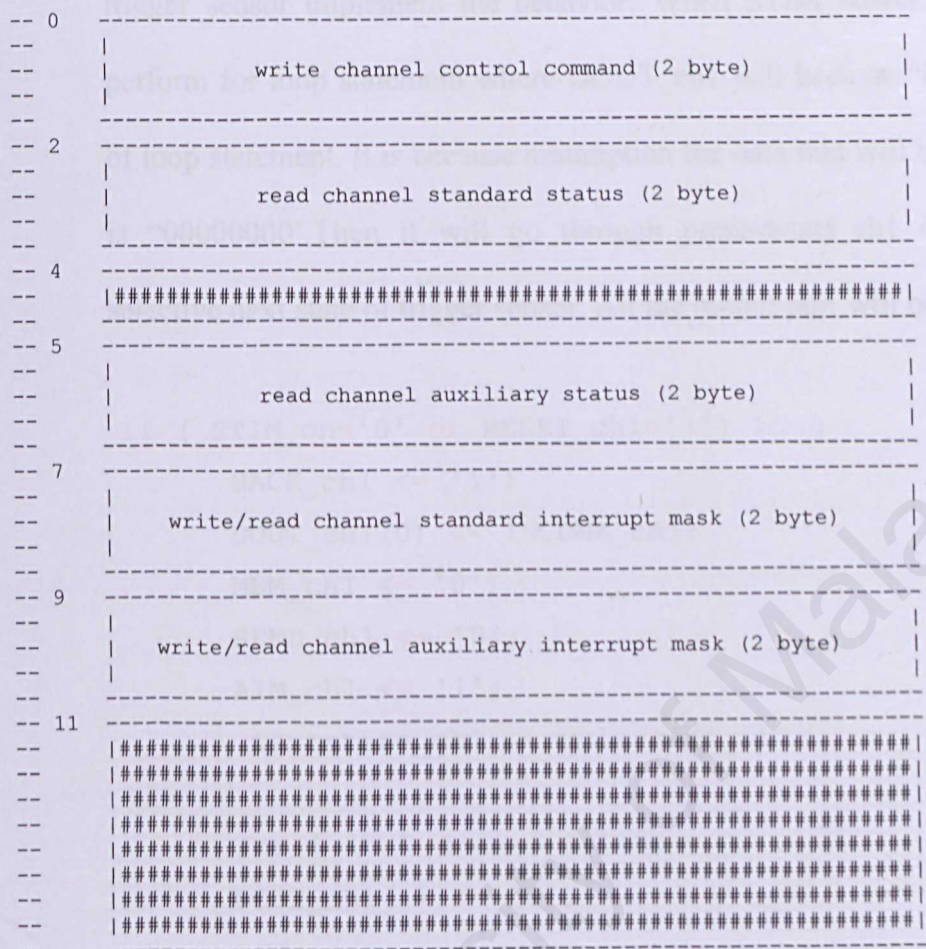 -- 0 ------------------------------------------------------------
-- | |
-- | write channel control command (2 byte) |
-- | |
-- ------------------------------------------------------------
-- 2 ------------------------------------------------------------
-- | |
-- | read channel standard status (2 byte) |
-- | |
-- ------------------------------------------------------------
-- 4 ------------------------------------------------------------
-- |############################################################|
-- ------------------------------------------------------------
-- 5 ------------------------------------------------------------
-- | |
-- | read channel auxiliary status (2 byte) |
-- | |
-- ------------------------------------------------------------
-- 7 ------------------------------------------------------------
-- | |
-- | write/read channel standard interrupt mask (2 byte) |
-- | |
-- ------------------------------------------------------------
-- 9 ------------------------------------------------------------
-- | |
-- | write/read channel auxiliary interrupt mask (2 byte) |
-- | |
-- ------------------------------------------------------------
-- 11 ------------------------------------------------------------
-- |############################################################|
-- |############################################################|
-- |############################################################|
-- |############################################################|
-- |############################################################|
-- |############################################################|
-- |############################################################|
-- |############################################################|
------------------------------------------------------------
of Mala